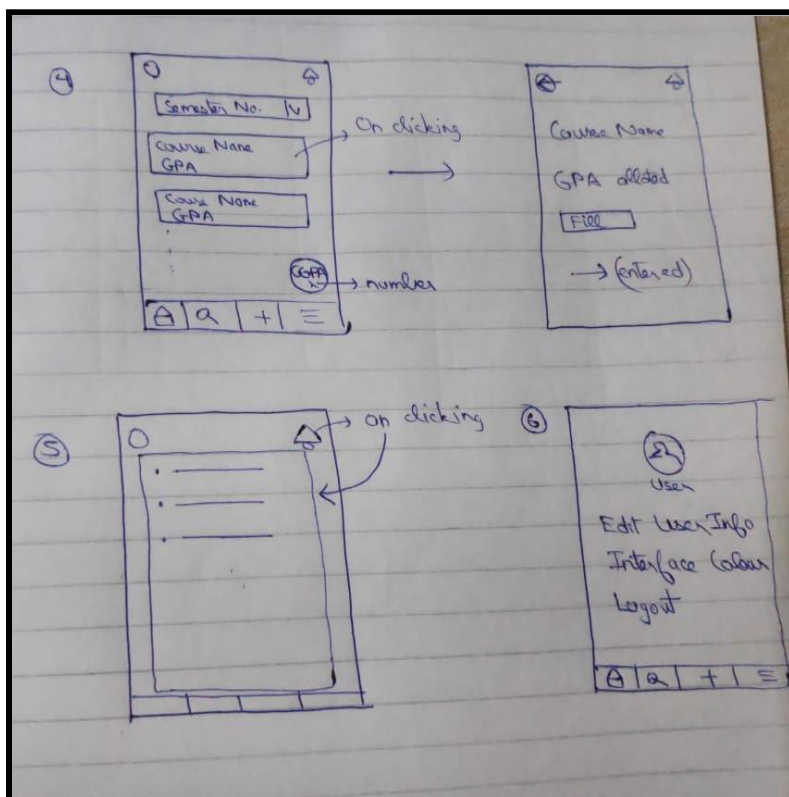 4
Semester No.
Course Name
GPA
On clicking
Course Name
GPA
CGPA
number
Course Name
GPA
Fill
→ (entered)
5
on clicking
6
User
Edit User Info
Interface Colour
Logout